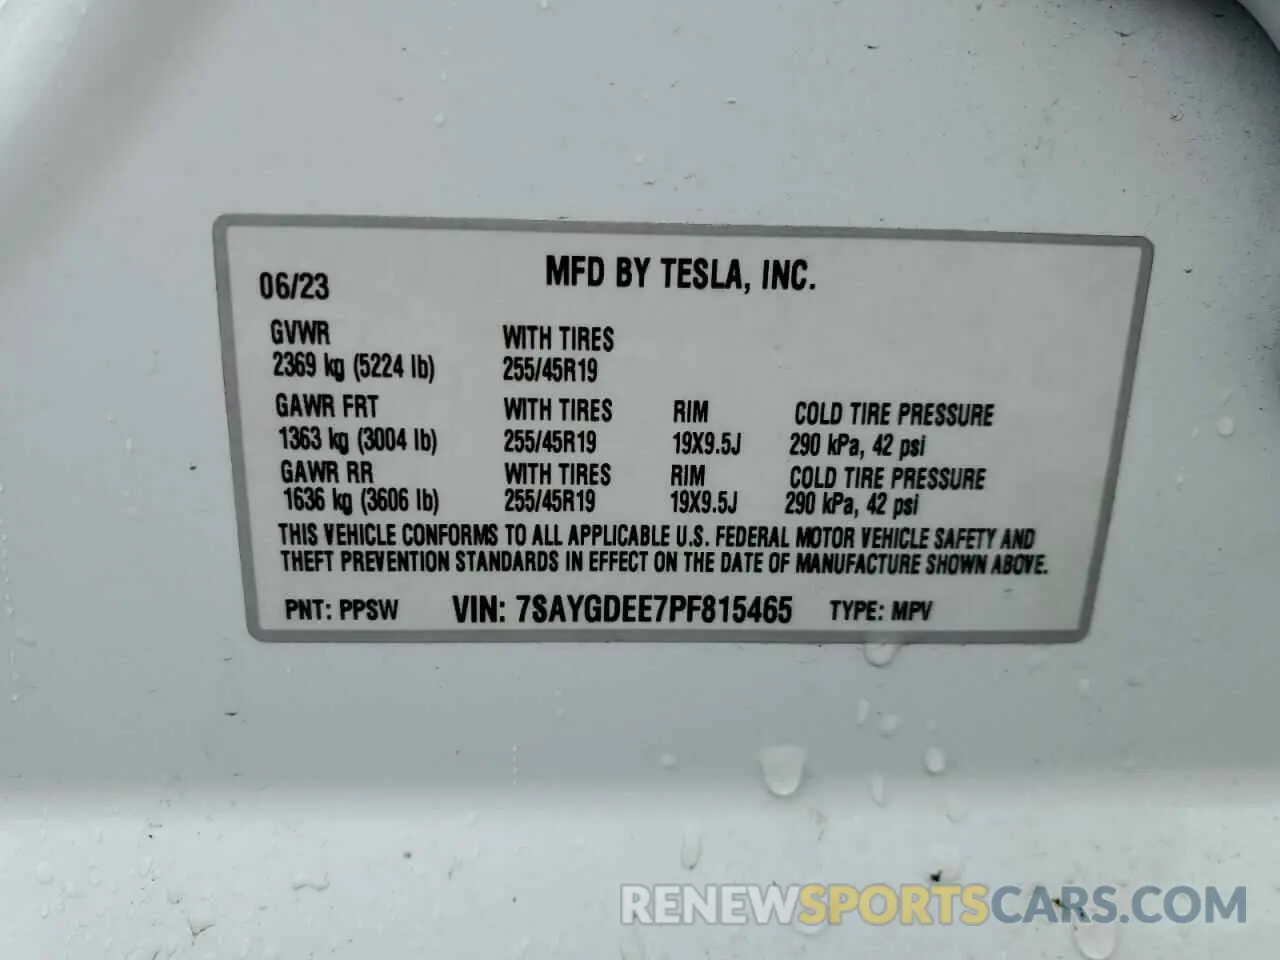 MFD BY TESLA, INC.
06/23
GVWR WITH TIRES
2369 kg (5224 lb) 255/45R19
GAWR FRT WITH TIRES RIM COLD TIRE PRESSURE
1363 kg (3004 lb) 255/45R19 19X9.5J 290 kPa, 42 psi
GAWR RR WITH TIRES RIM COLD TIRE PRESSURE
1636 kg (3606 lb) 255/45R19 19X9.5J 290 kPa, 42 psi
THIS VEHICLE CONFORMS TO ALL APPLICABLE U.S. FEDERAL MOTOR VEHICLE SAFETY AND
THEFT PREVENTION STANDARDS IN EFFECT ON THE DATE OF MANUFACTURE SHOWN ABOVE.
PNT: PPSW VIN: 7SAYGDEE7PF815465 TYPE: MPV
RENEWSPORTSCARS.COM